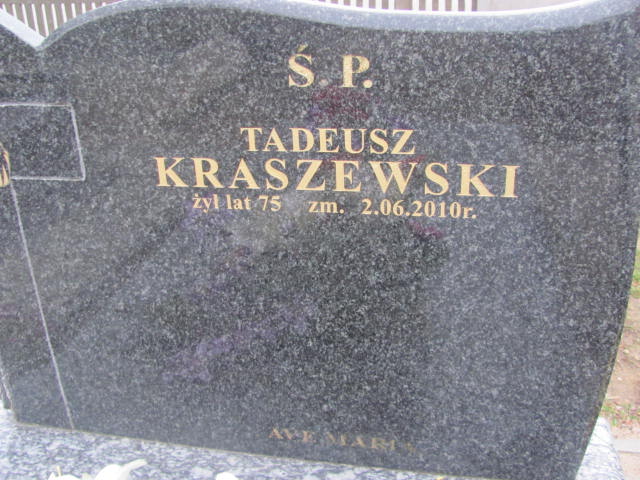 Ś. P.
TADEUSZ
KRASZEWSKI
żył lat 75 zm. 2.06.2010r.
AVE MARIA